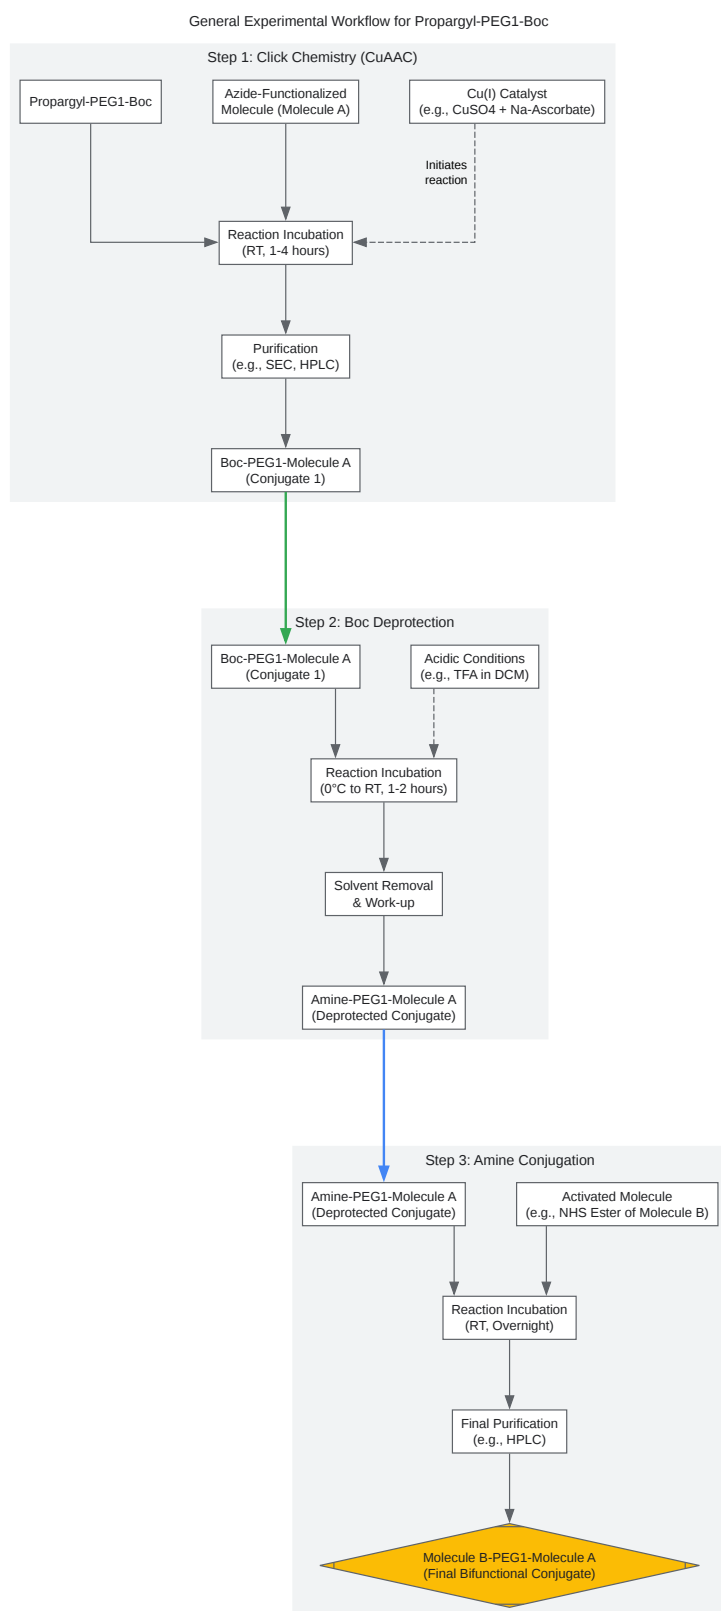 General Experimental Workflow for Propargyl-PEG1-Boc
Step 1: Click Chemistry (CuAAC)
Propargyl-PEG1-Boc
Azide-Functionalized
Molecule (Molecule A)
Cu(I) Catalyst
(e.g., CuSO4 + Na-Ascorbate)
Initiates
reaction
Reaction Incubation
(RT, 1-4 hours)
Purification
(e.g., SEC, HPLC)
Boc-PEG1-Molecule A
(Conjugate 1)
Step 2: Boc Deprotection
Boc-PEG1-Molecule A
(Conjugate 1)
Acidic Conditions
(e.g., TFA in DCM)
Reaction Incubation
(0°C to RT, 1-2 hours)
Solvent Removal
& Work-up
Amine-PEG1-Molecule A
(Deprotected Conjugate)
Step 3: Amine Conjugation
Amine-PEG1-Molecule A
(Deprotected Conjugate)
Activated Molecule
(e.g., NHS Ester of Molecule B)
Reaction Incubation
(RT, Overnight)
Final Purification
(e.g., HPLC)
Molecule B-PEG1-Molecule A
(Final Bifunctional Conjugate)